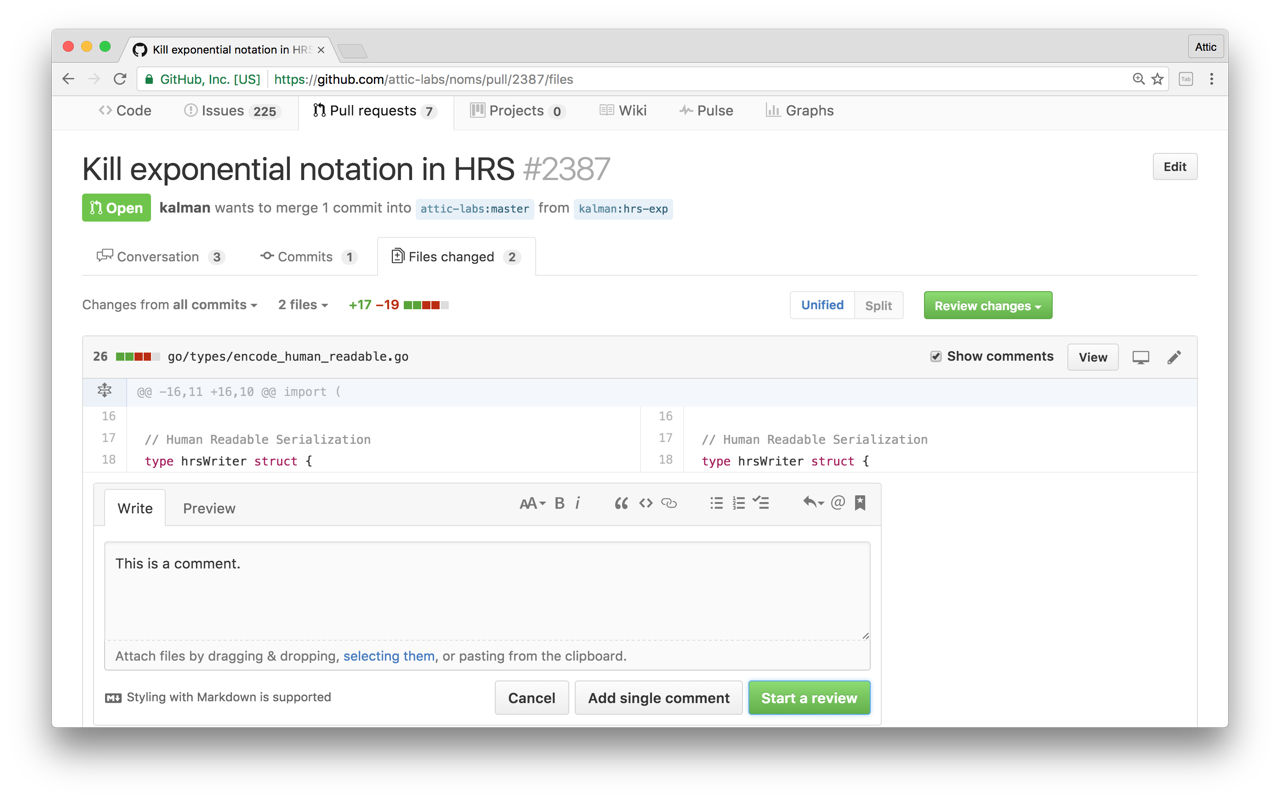 Kill exponential notation in HRS
Attic
GitHub, Inc. [US] https://github.com/attic-labs/noms/pull/2387/files
Code Issues 225 Pull requests 7 Projects 0 Wiki Pulse Graphs
Kill exponential notation in HRS #2387 Edit
Open kalman wants to merge 1 commit into attic-labs:master from kalman:hrs-exp
Conversation 3 Commits 1 Files changed 2
Changes from all commits 2 files +17 −19 Unified Split Review changes
26 go/types/encode_human_readable.go Show comments View
@@ -16,11 +16,10 @@ import (
16 16
17 // Human Readable Serialization 17 // Human Readable Serialization
18 type hrsWriter struct { 18 type hrsWriter struct {
Write Preview AA B i “ <> @
This is a comment.
Attach files by dragging & dropping, selecting them, or pasting from the clipboard.
Styling with Markdown is supported Cancel Add single comment Start a review